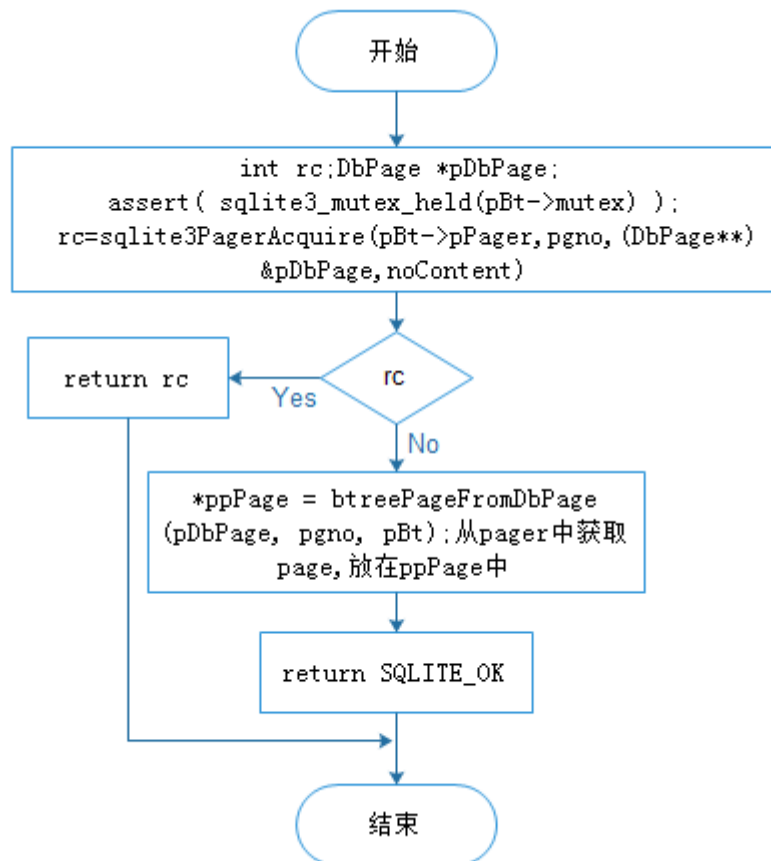 开始
int rc;DbPage *pDbPage;
assert( sqlite3_mutex_held(pBt->mutex) );
rc=sqlite3PagerAcquire(pBt->pPager,pgno,(DbPage**)
&pDbPage,noContent)
rc
return rc
Yes
No
*ppPage = btreePageFromDbPage
(pDbPage, pgno, pBt);从pager中获取
page,放在ppPage中
return SQLITE_OK
结束